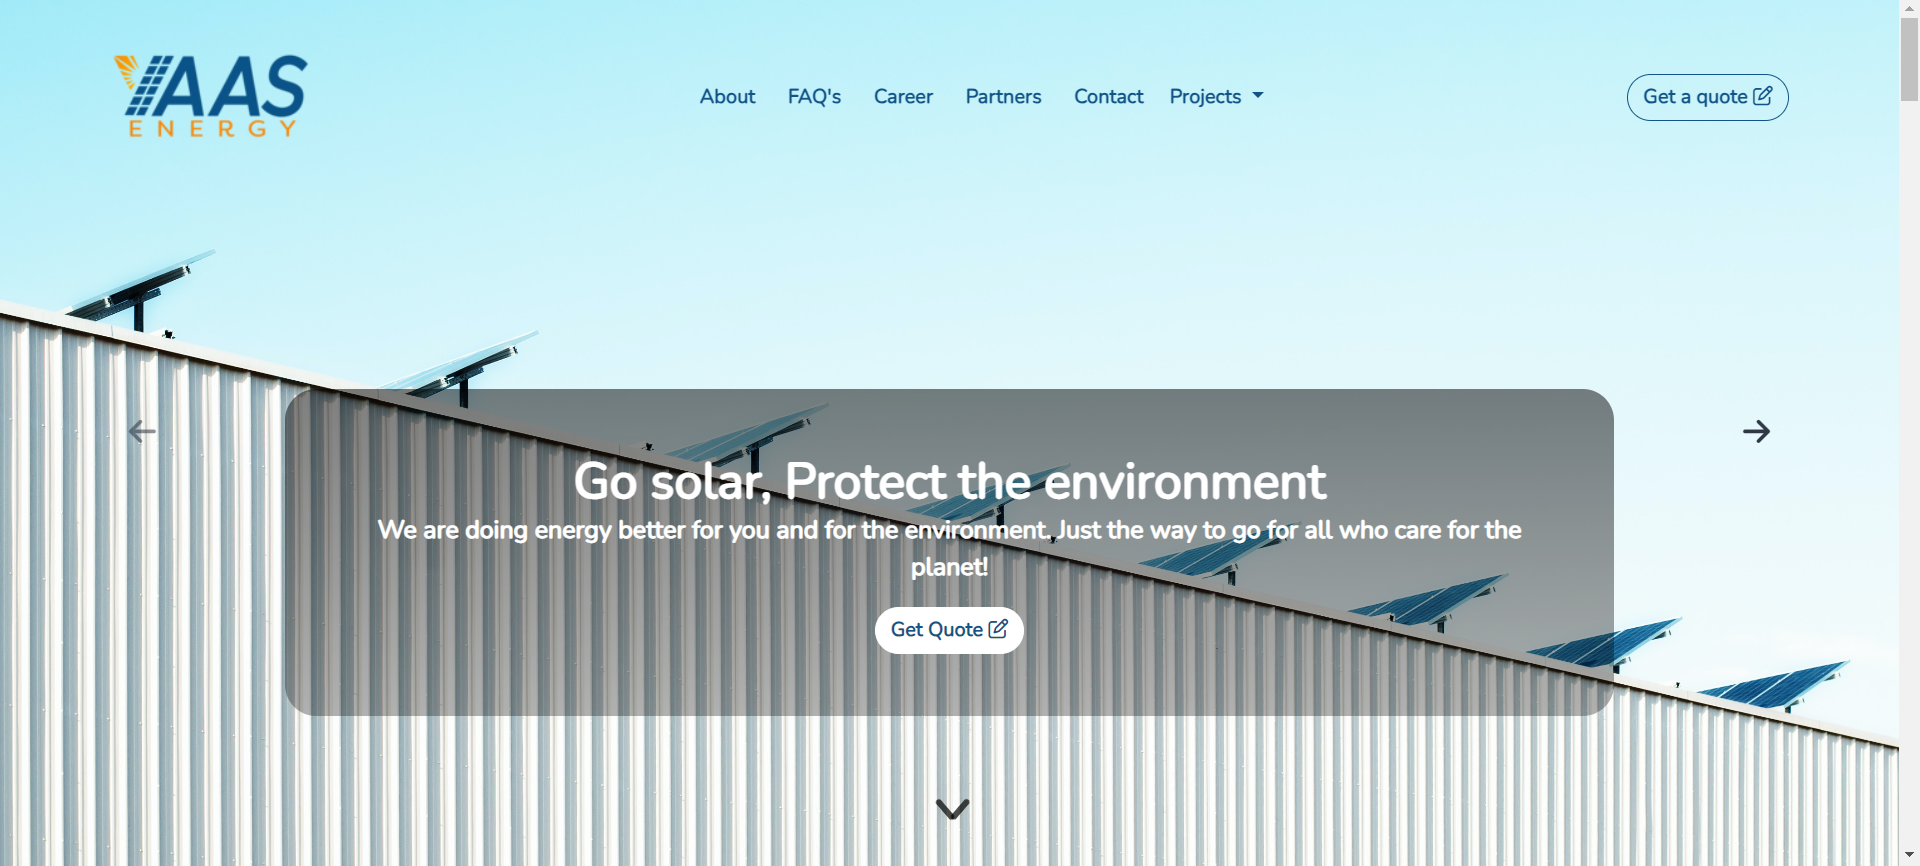 YAAS
ENERGY
About FAQ's Career Partners Contact Projects
Get a quote
Go solar, Protect the environment
We are doing energy better for you and for the environment. Just the way to go for all who care for the
planet!
Get Quote